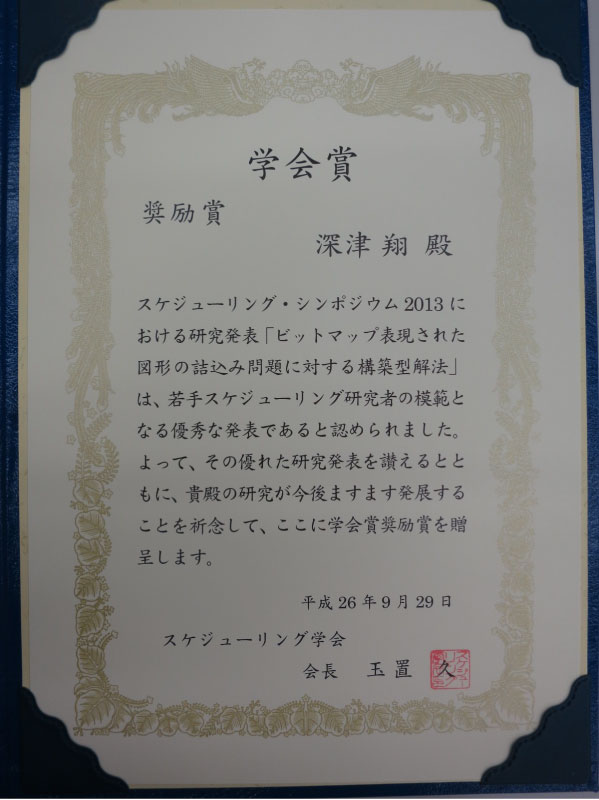 学会賞
奨励賞
深津 翔 殿
スケジューリング・シンポジウム 2013 に
おける研究発表「ビットマップ表現された
図形の詰込み問題に対する構築型解法」
は、若手スケジューリング研究者の模範と
なる優秀な発表であると認められました。
よって、その優れた研究発表を讃えるとと
もに、貴殿の研究が今後ますます発展する
ことを祈念して、ここに学会賞奨励賞を贈
呈します。
平成 26 年 9 月 29 日
スケジューリング学会
会長 玉置 久